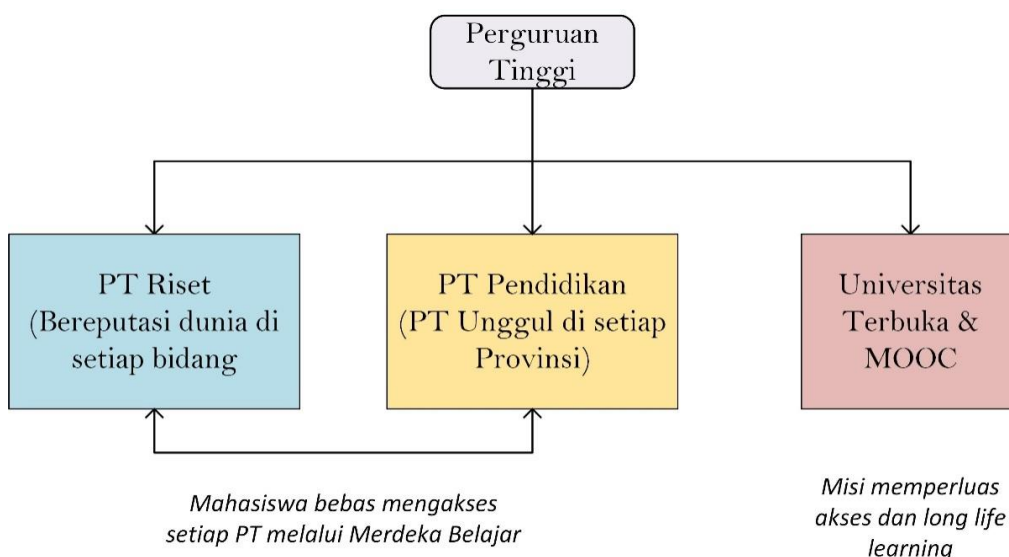 Perguruan
Tinggi
PT Riset
(Bereputasi dunia di
setiap bidang
PT Pendidikan
(PT Unggul di setiap
Provinsi)
Universitas
Terbuka &
MOOC
Mahasiswa bebas mengakses
setiap PT melalui Merdeka Belajar
Misi memperluas
akses dan long life
learning